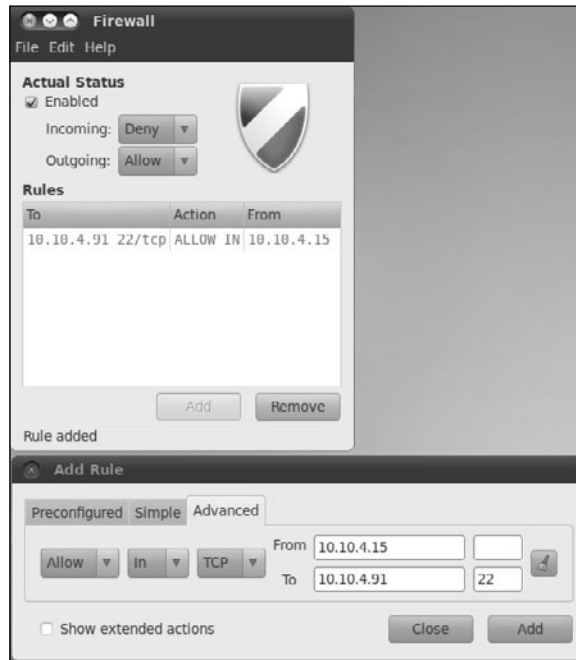 Firewall
File Edit Help
Actual Status
Enabled
Incoming: Deny
Outgoing: Allow
Rules
To Action From
10.10.4.91 22/tcp ALLOW IN 10.10.4.15
Add Remove
Rule added
Add Rule
Preconfigured Simple Advanced
Allow In TCP From 10.10.4.15
To 10.10.4.91 22
Show extended actions Close Add